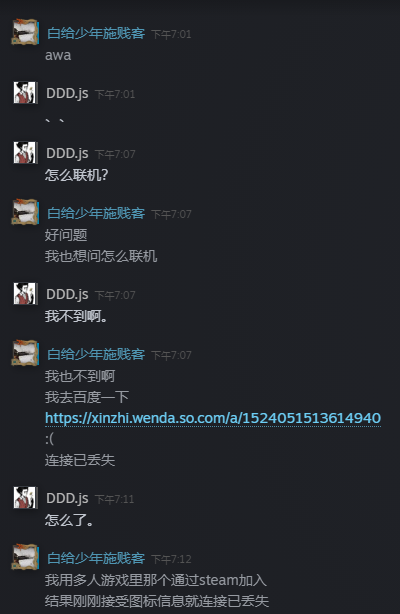 白给少年施贱客 下午7:01
awa
DDD.js 下午7:01
、、
DDD.js 下午7:07
怎么联机?
白给少年施贱客 下午7:07
好问题
我也想问怎么联机
DDD.js 下午7:07
我不到啊。
白给少年施贱客 下午7:07
我也不到啊
我去百度一下
https://xinzhi.wenda.so.com/a/1524051513614940
:(
连接已丢失
DDD.js 下午7:11
怎么了。
白给少年施贱客 下午7:12
我用多人游戏里那个通过steam加入
结果刚刚接受图标信息就连接已丢失